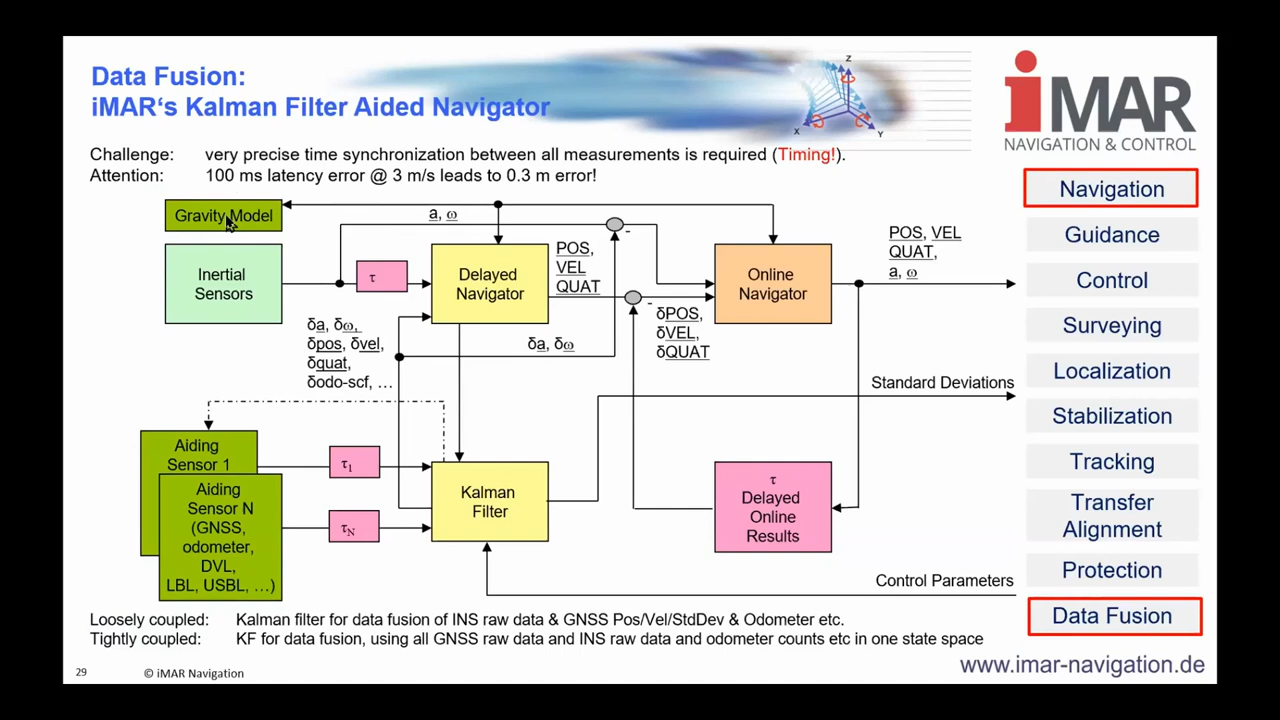 Data Fusion:
iMAR‘s Kalman Filter Aided Navigator
Z
X
Y
iMAR
NAVIGATION & CONTROL
Challenge: very precise time synchronization between all measurements is required (Timing!).
Attention: 100 ms latency error @ 3 m/s leads to 0.3 m error!
Gravity Model
a, ω
-
Inertial
Sensors
τ
Delayed
Navigator
POS,
VEL
QUAT
-
Online
Navigator
POS, VEL
QUAT,
a, ω
δa, δω,
δpos, δvel,
δquat,
δodo-scf, …
δa, δω
δPOS,
δVEL,
δQUAT
Standard Deviations
Aiding
Sensor 1
Aiding
Sensor N
(GNSS,
odometer,
DVL,
LBL, USBL, …)
τ1
τN
Kalman
Filter
τ
Delayed
Online
Results
Control Parameters
Loosely coupled: Kalman filter for data fusion of INS raw data & GNSS Pos/Vel/StdDev & Odometer etc.
Tightly coupled: KF for data fusion, using all GNSS raw data and INS raw data and odometer counts etc in one state space
Navigation
Guidance
Control
Surveying
Localization
Stabilization
Tracking
Transfer
Alignment
Protection
Data Fusion
29
© iMAR Navigation
www.imar-navigation.de